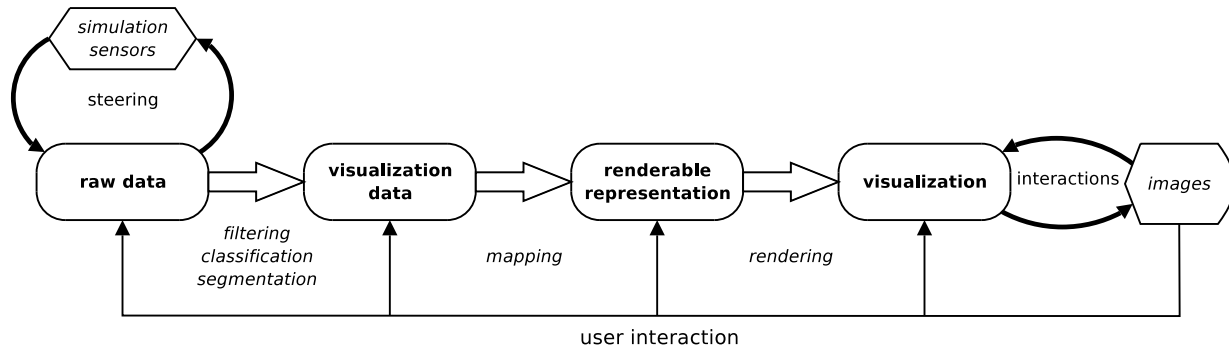 simulation
sensors
steering
raw data
visualization
data
renderable
representation
visualization
interactions
images
filtering
classification
segmentation
mapping
rendering
user interaction